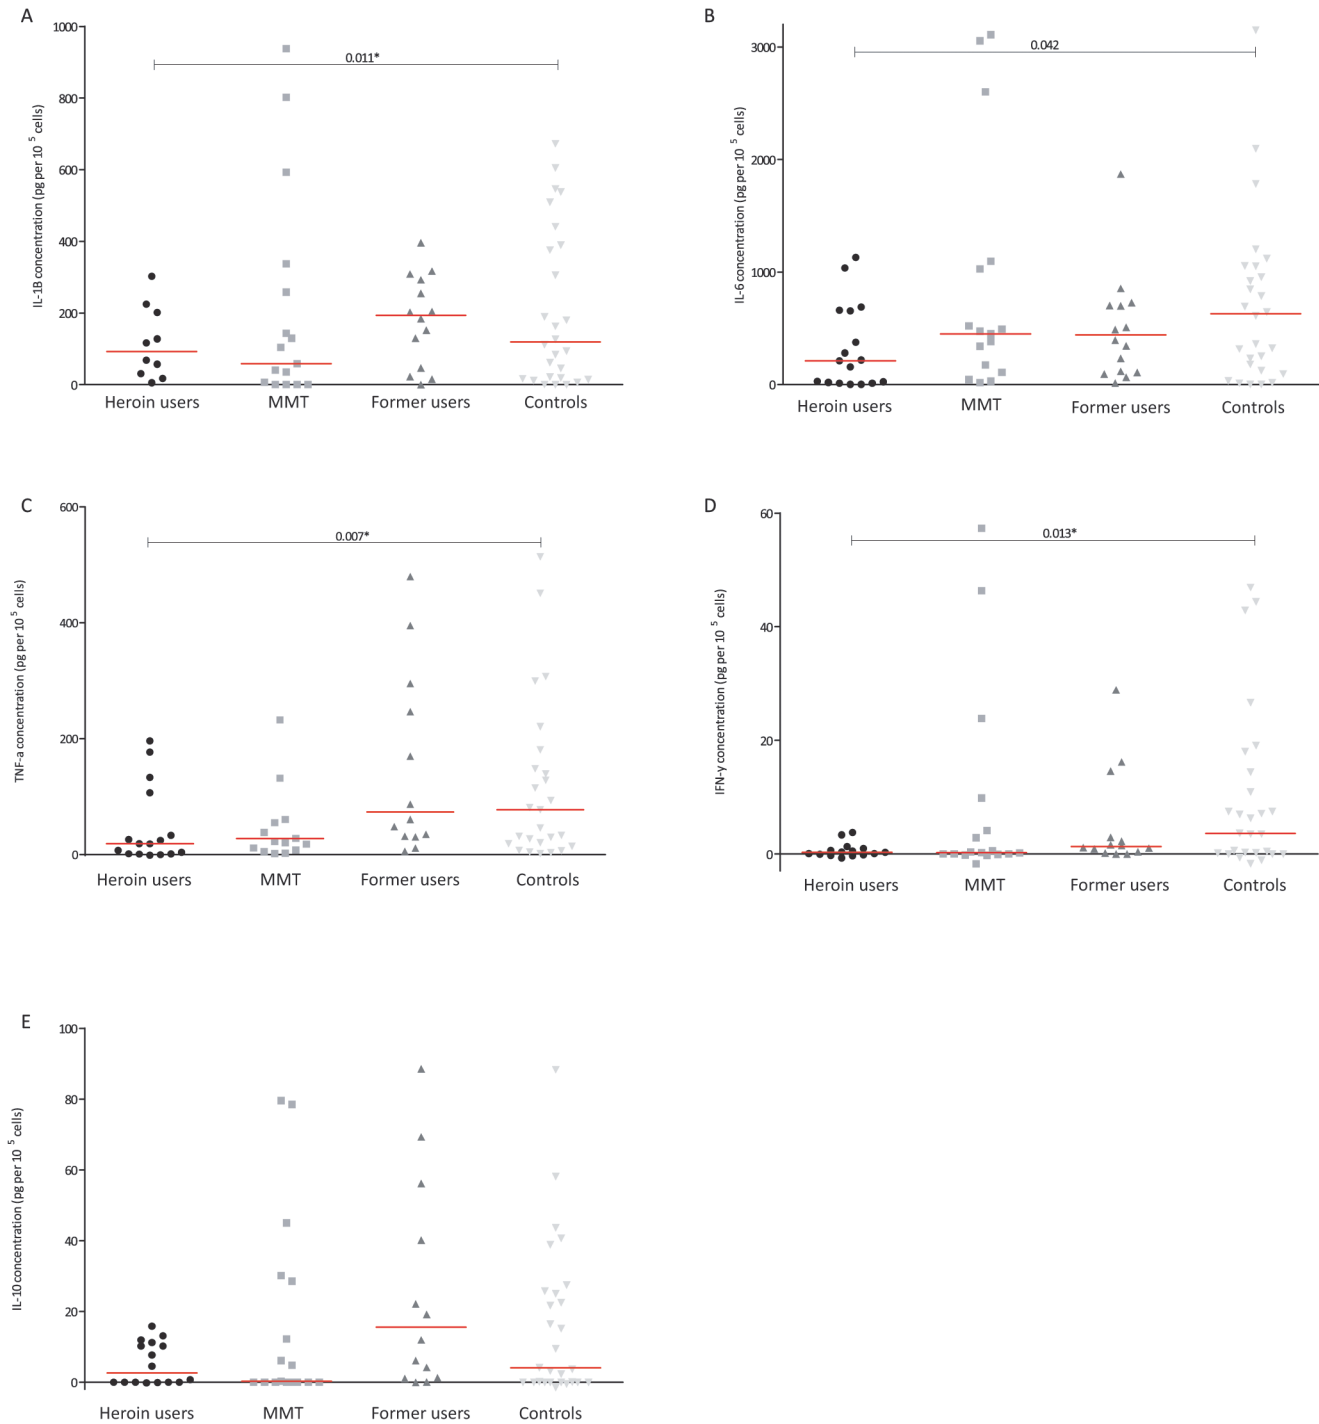 A
1000
800
600
400
200
0
IL-1B concentration (pg per 10 5 cells)
0.011*
Heroin users MMT Former users Controls
B
3000
2000
1000
0
IL-6 concentration (pg per 10 5 cells)
0.042
Heroin users MMT Former users Controls
C
600
400
200
0
TNF-a concentration (pg per 10 5 cells)
0.007*
Heroin users MMT Former users Controls
D
60
40
20
0
IFN-y concentration (pg per 10 5 cells)
0.013*
Heroin users MMT Former users Controls
E
100
80
60
40
20
0
IL-10 concentration (pg per 10 5 cells)
Heroin users MMT Former users Controls